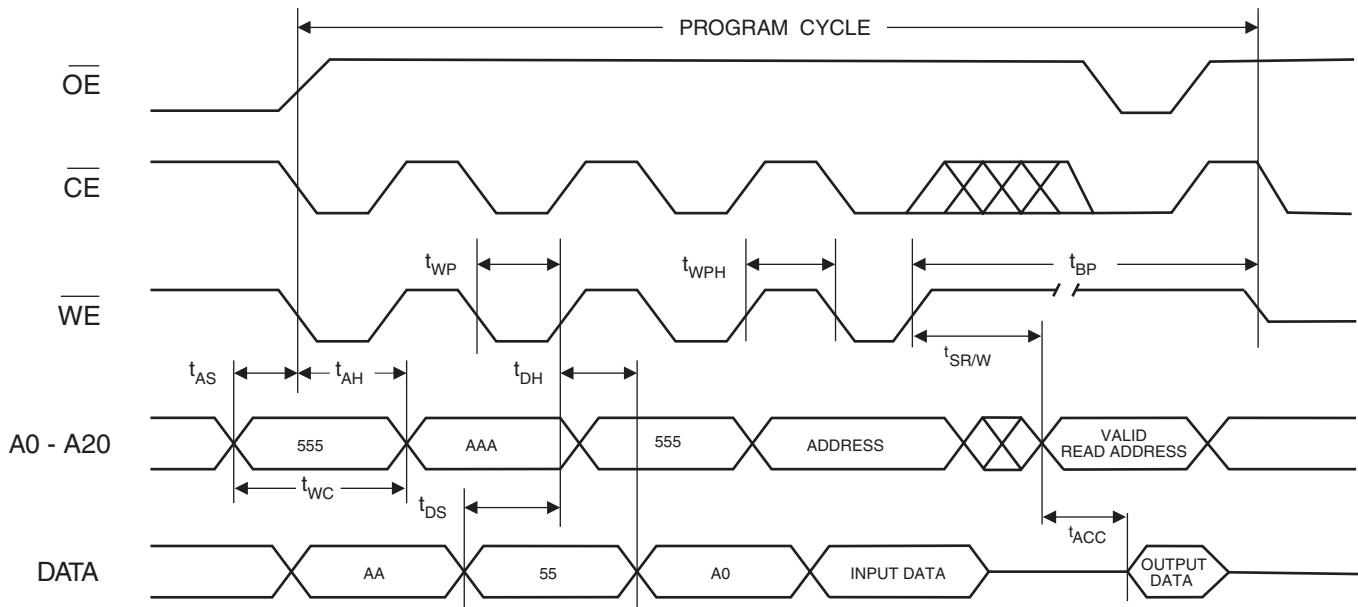 PROGRAM CYCLE
OE
CE
tWP
tWPH
tBP
WE
tSR/W
tAS
tAH
tDH
A0 - A20
555
AAA
555
ADDRESS
VALID
READ ADDRESS
tWC
tDS
tACC
DATA
AA
55
A0
INPUT DATA
OUTPUT
DATA